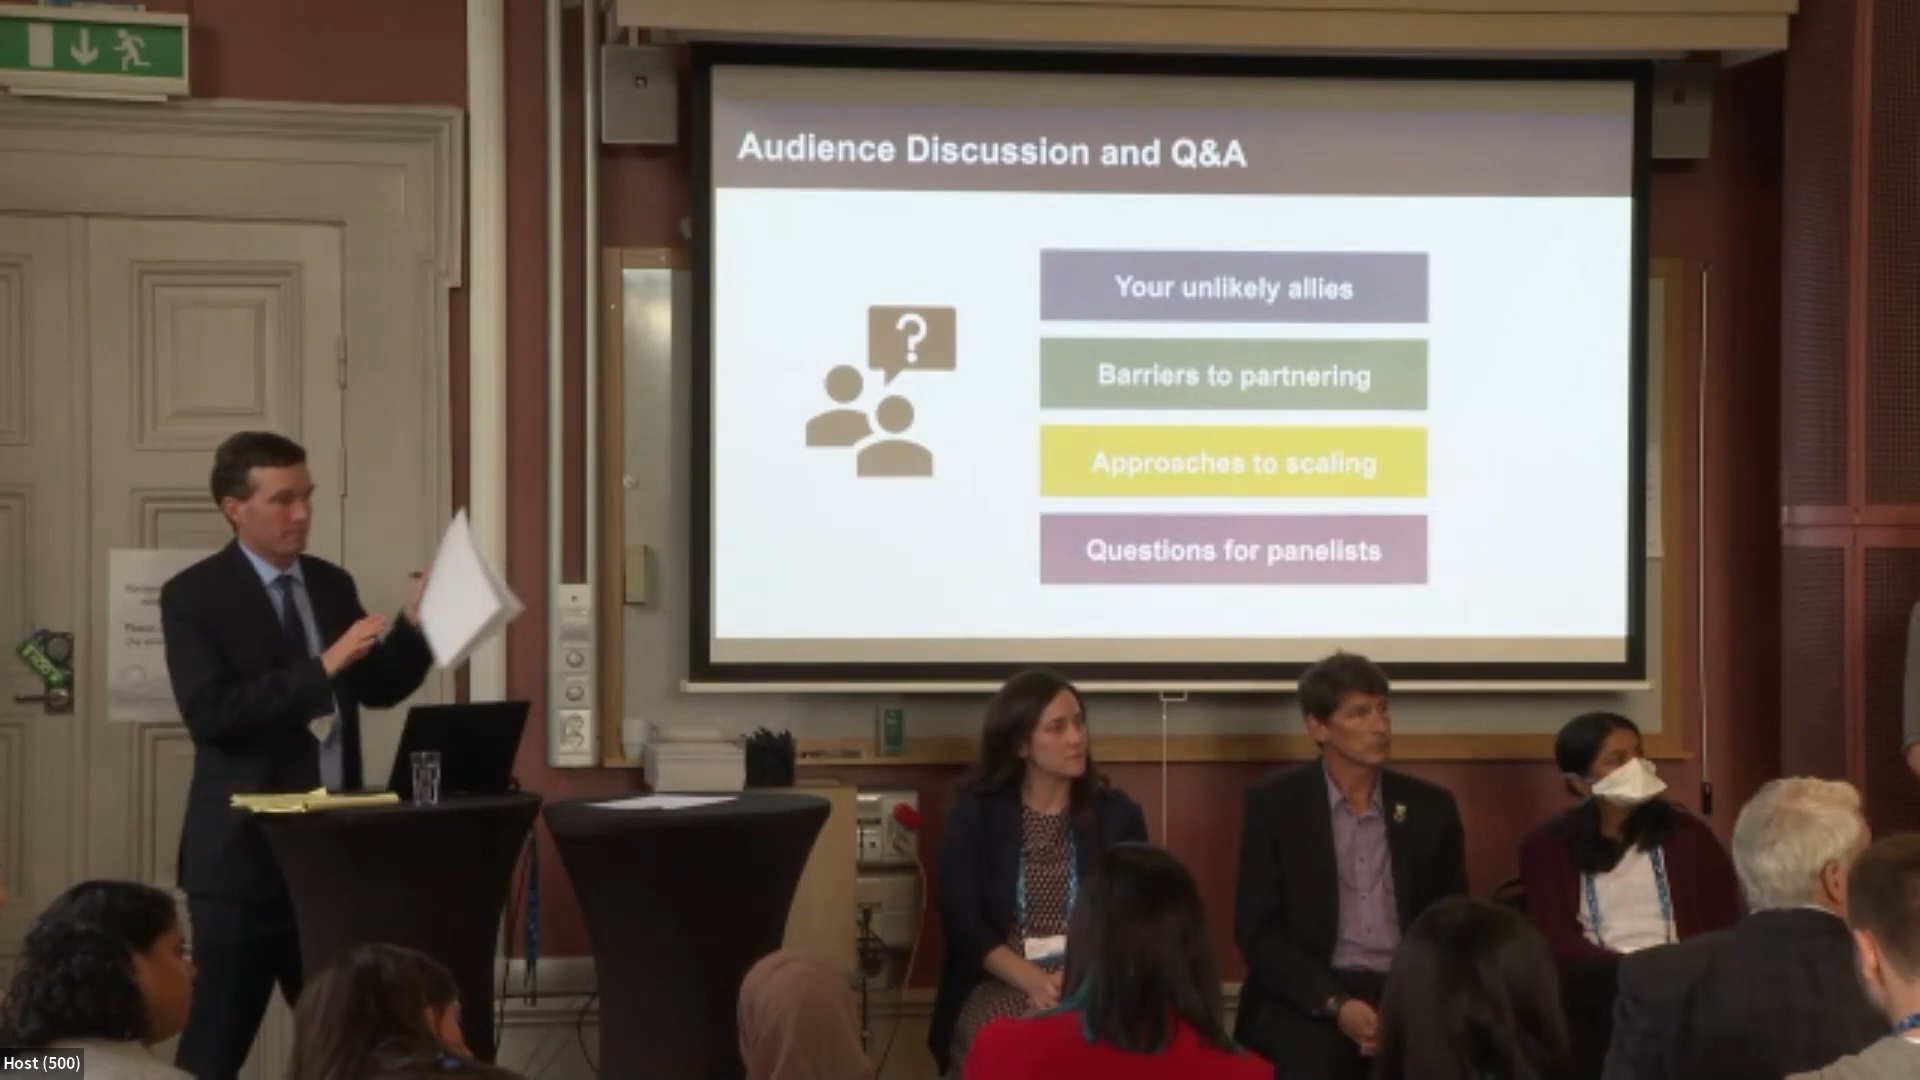 Audience Discussion and Q&A
?
Your unlikely allies
Barriers to partnering
Approaches to scaling
Questions for panelists
Host (500)